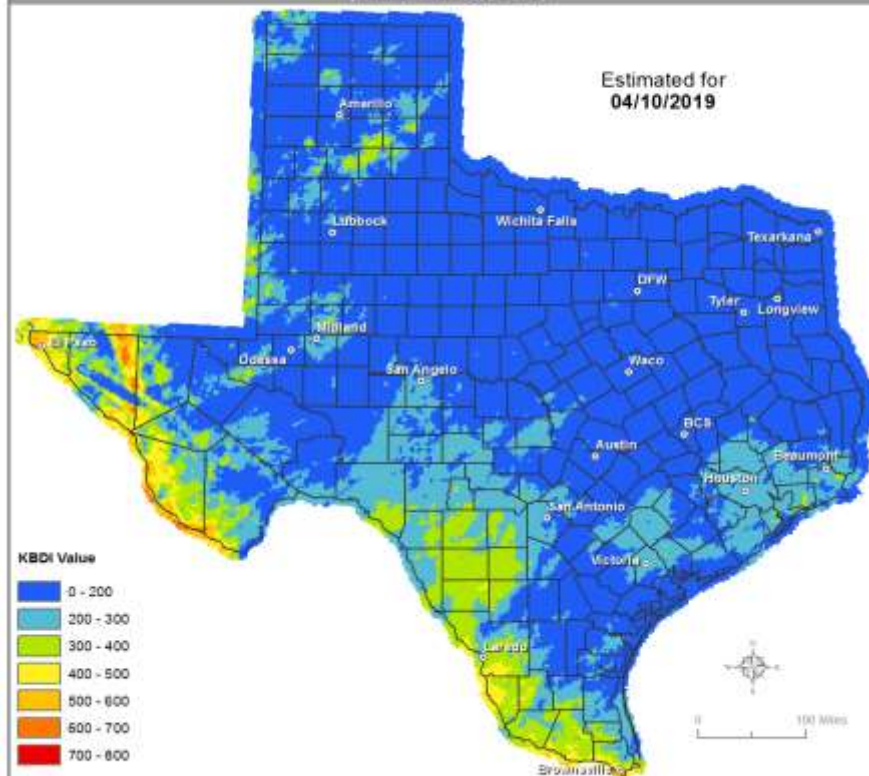 Estimated for
04/10/2019
Amarillo
Lubbock
Wichita Falls
Texarkana
DFW
Tyler
Longview
El Paso
Midland
Odessa
San Angelo
Waco
BCS
Austin
Beaumont
Houston
San Antonio
Victoria
KBDI Value
0 - 200
200 - 300
300 - 400
400 - 500
500 - 600
600 - 700
700 - 800
Laredo
0 100 Miles
Brownsville